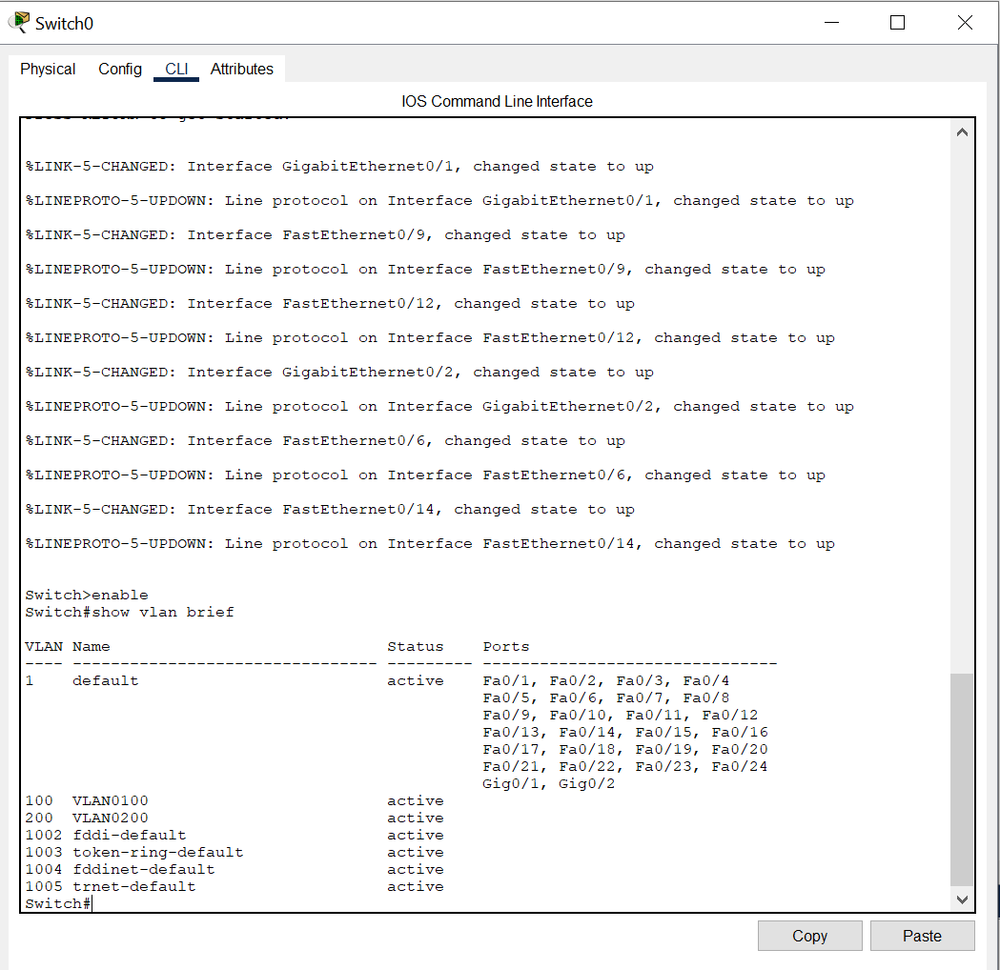 Switch0
Physical Config CLI Attributes
IOS Command Line Interface
%LINK-5-CHANGED: Interface GigabitEthernet0/1, changed state to up
%LINEPROTO-5-UPDOWN: Line protocol on Interface GigabitEthernet0/1, changed state to up
%LINK-5-CHANGED: Interface FastEthernet0/9, changed state to up
%LINEPROTO-5-UPDOWN: Line protocol on Interface FastEthernet0/9, changed state to up
%LINK-5-CHANGED: Interface FastEthernet0/12, changed state to up
%LINEPROTO-5-UPDOWN: Line protocol on Interface FastEthernet0/12, changed state to up
%LINK-5-CHANGED: Interface GigabitEthernet0/2, changed state to up
%LINEPROTO-5-UPDOWN: Line protocol on Interface GigabitEthernet0/2, changed state to up
%LINK-5-CHANGED: Interface FastEthernet0/6, changed state to up
%LINEPROTO-5-UPDOWN: Line protocol on Interface FastEthernet0/6, changed state to up
%LINK-5-CHANGED: Interface FastEthernet0/14, changed state to up
%LINEPROTO-5-UPDOWN: Line protocol on Interface FastEthernet0/14, changed state to up
Switch>enable
Switch#show vlan brief
VLAN Name                             Status    Ports
---- -------------------------------- --------- -------------------------------
1    default                          active    Fa0/1, Fa0/2, Fa0/3, Fa0/4
                                                Fa0/5, Fa0/6, Fa0/7, Fa0/8
                                                Fa0/9, Fa0/10, Fa0/11, Fa0/12
                                                Fa0/13, Fa0/14, Fa0/15, Fa0/16
                                                Fa0/17, Fa0/18, Fa0/19, Fa0/20
                                                Fa0/21, Fa0/22, Fa0/23, Fa0/24
                                                Gig0/1, Gig0/2
100  VLAN0100                         active
200  VLAN0200                         active
1002 fddi-default                     active
1003 token-ring-default               active
1004 fddinet-default                  active
1005 trnet-default                    active
Switch#
Copy Paste